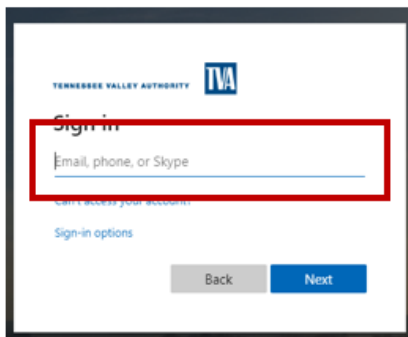 TENNESSEE VALLEY AUTHORITY TVA
Sign in
Email, phone, or Skype
Can't access your account?
Sign-in options
Back Next